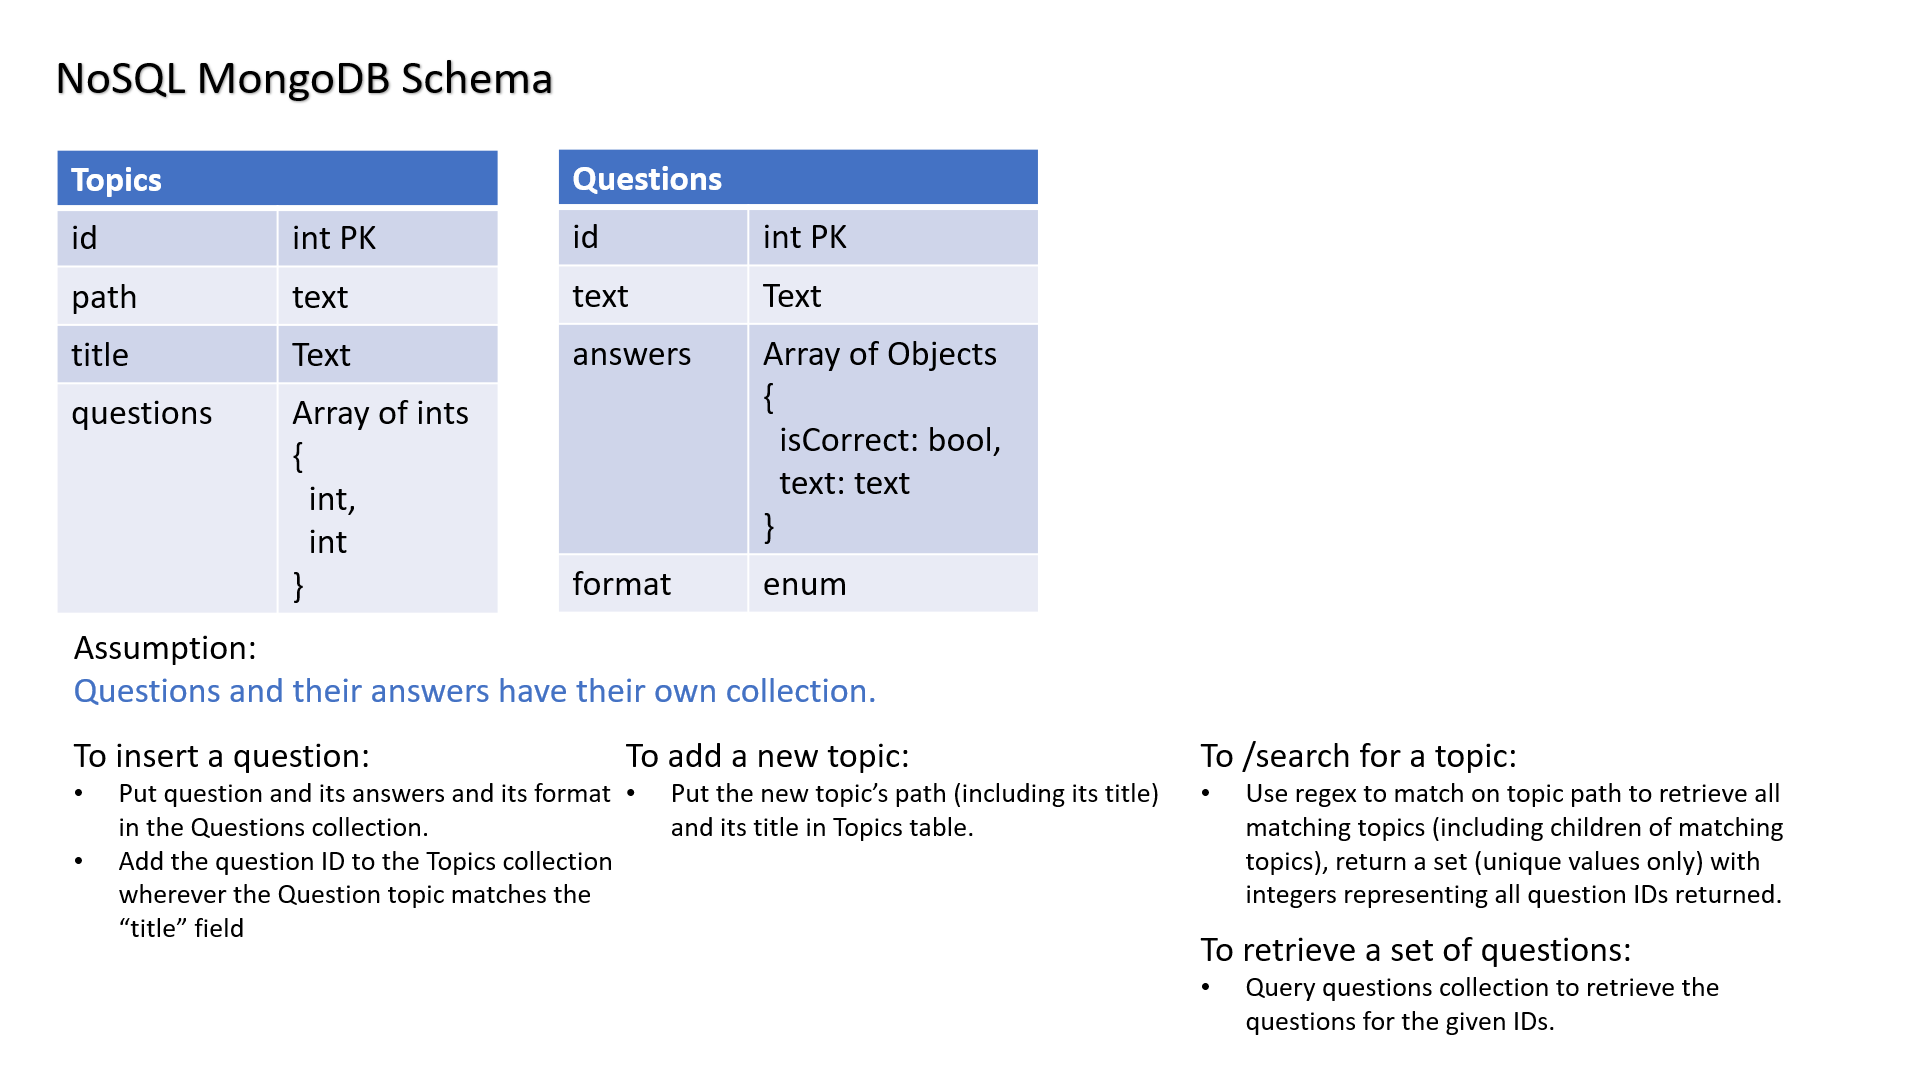 NoSQL MongoDB Schema
Topics
id int PK
path text
title Text
questions Array of ints
{
int,
int
}
Questions
id int PK
text Text
answers Array of Objects
{
isCorrect: bool,
text: text
}
format enum
Assumption:
Questions and their answers have their own collection.
To insert a question:
• Put question and its answers and its format
in the Questions collection.
• Add the question ID to the Topics collection
wherever the Question topic matches the
“title” field
To add a new topic:
• Put the new topic’s path (including its title)
and its title in Topics table.
To /search for a topic:
• Use regex to match on topic path to retrieve all
matching topics (including children of matching
topics), return a set (unique values only) with
integers representing all question IDs returned.
To retrieve a set of questions:
• Query questions collection to retrieve the
questions for the given IDs.